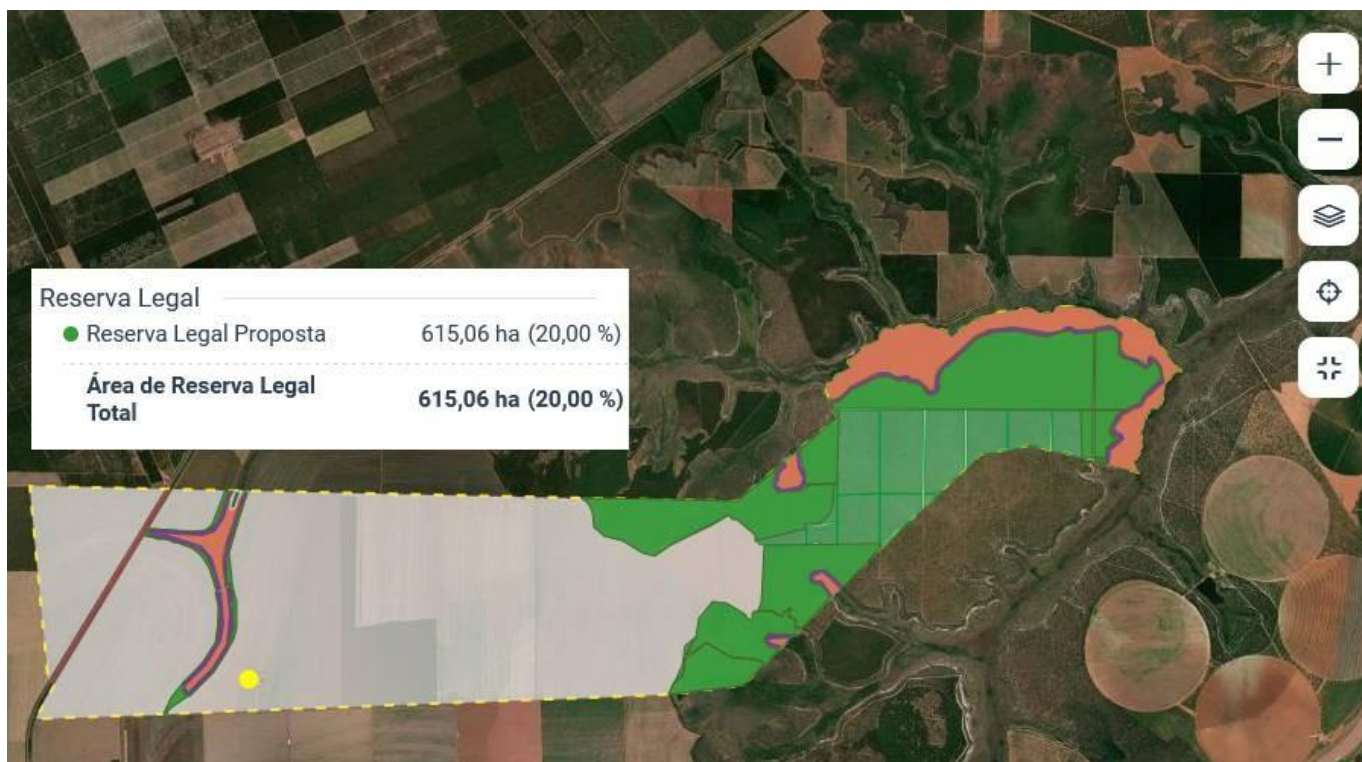 Reserva Legal
Reserva Legal Proposta 615,06 ha (20,00 %)
Área de Reserva Legal 615,06 ha (20,00 %)
Total